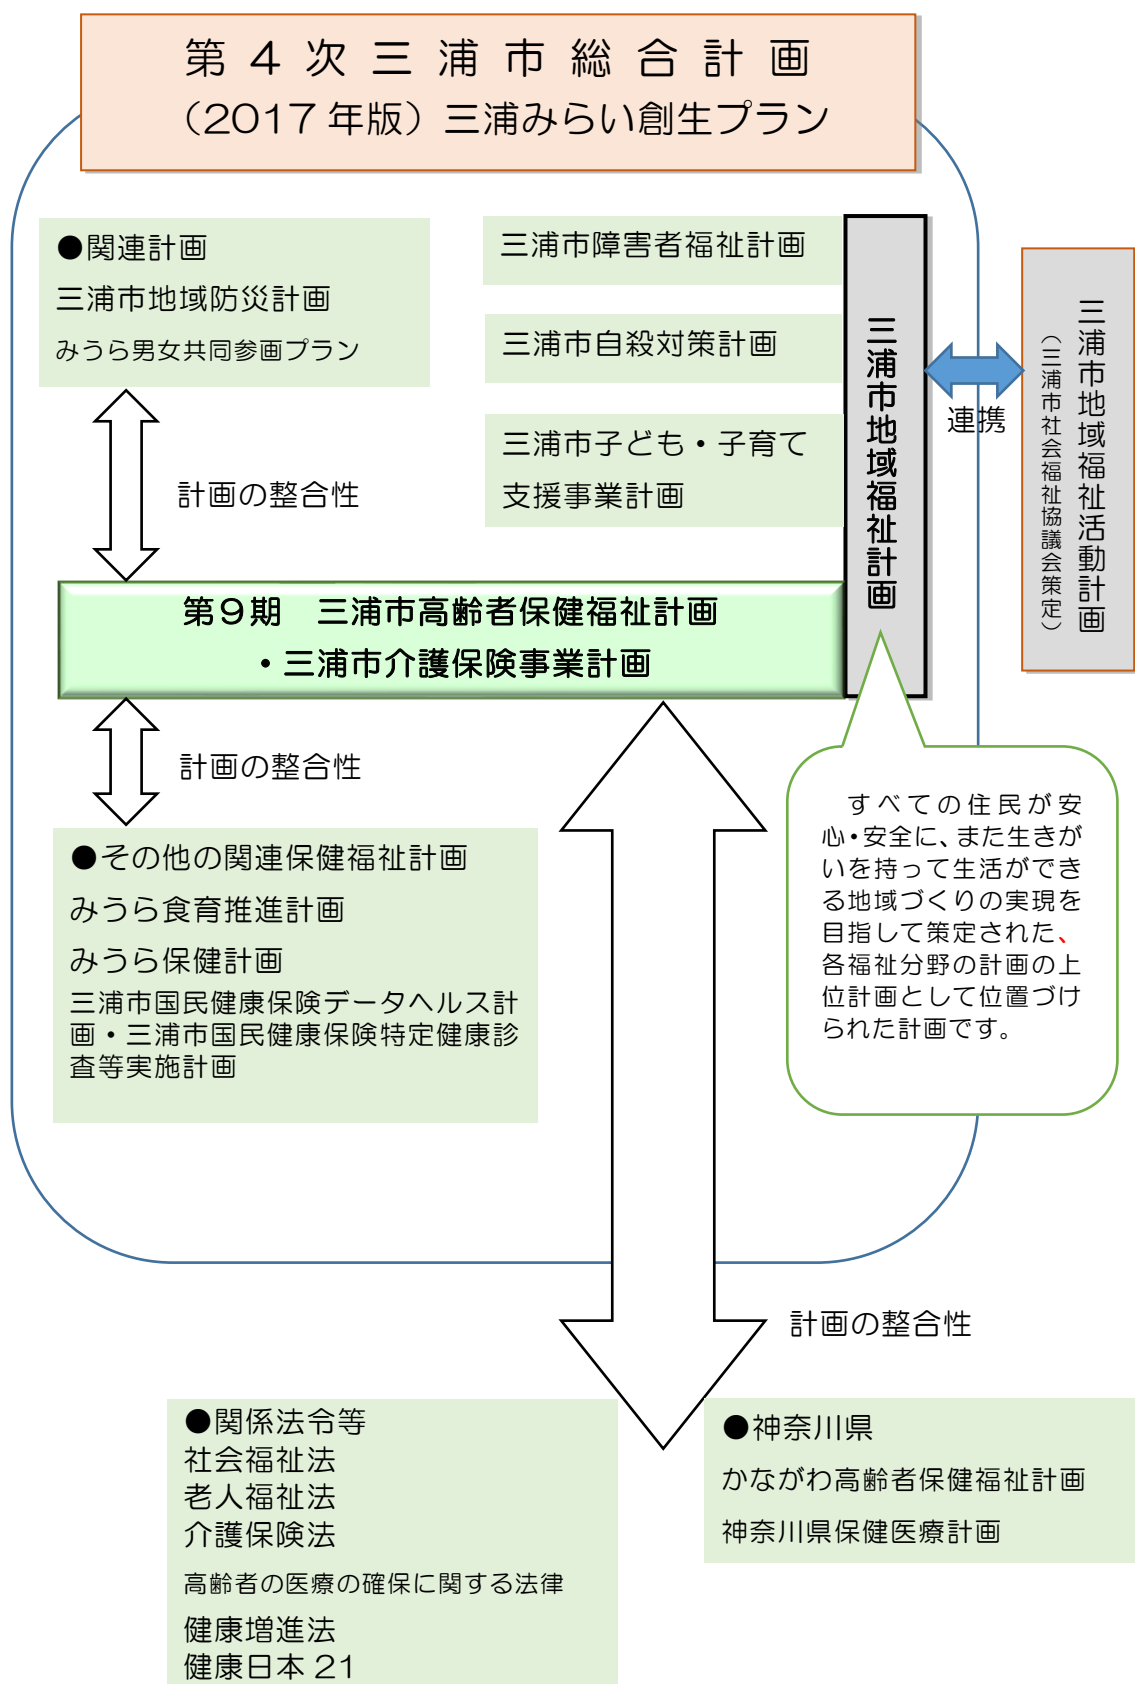 第４次三浦市総合計画
（2017年版）三浦みらい創生プラン
●関連計画
三浦市地域防災計画
みうら男女共同参画プラン
三浦市障害者福祉計画
三浦市自殺対策計画
三浦市子ども・子育て
支援事業計画
三浦市地域福祉計画
連携
三浦市地域福祉活動計画
（三浦市社会福祉協議会策定）
計画の整合性
第９期　三浦市高齢者保健福祉計画
・三浦市介護保険事業計画
計画の整合性
●その他の関連保健福祉計画
みうら食育推進計画
みうら保健計画
三浦市国民健康保険データヘルス計
画・三浦市国民健康保険特定健康診
査等実施計画
すべての住民が安
心・安全に、また生きが
いを持って生活ができ
る地域づくりの実現を
目指して策定された、
各福祉分野の計画の上
位計画として位置づけ
られた計画です。
計画の整合性
●関係法令等
社会福祉法
老人福祉法
介護保険法
高齢者の医療の確保に関する法律
健康増進法
健康日本21
●神奈川県
かながわ高齢者保健福祉計画
神奈川県保健医療計画